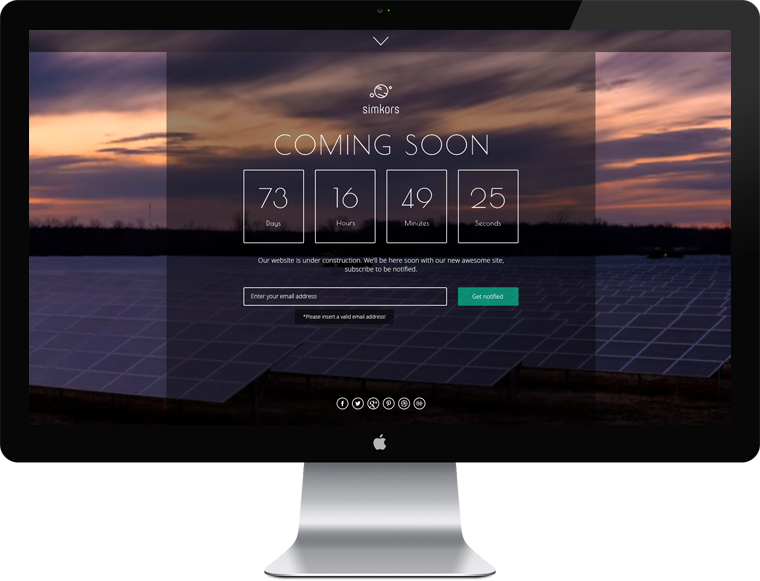 simkors
COMING SOON
73 16 49 25
Days Hours Minutes Seconds
Our website is under construction. We'll be here soon with our new awesome site,
subscribe to be notified.
Enter your email address Get notified
*Please insert a valid email address!